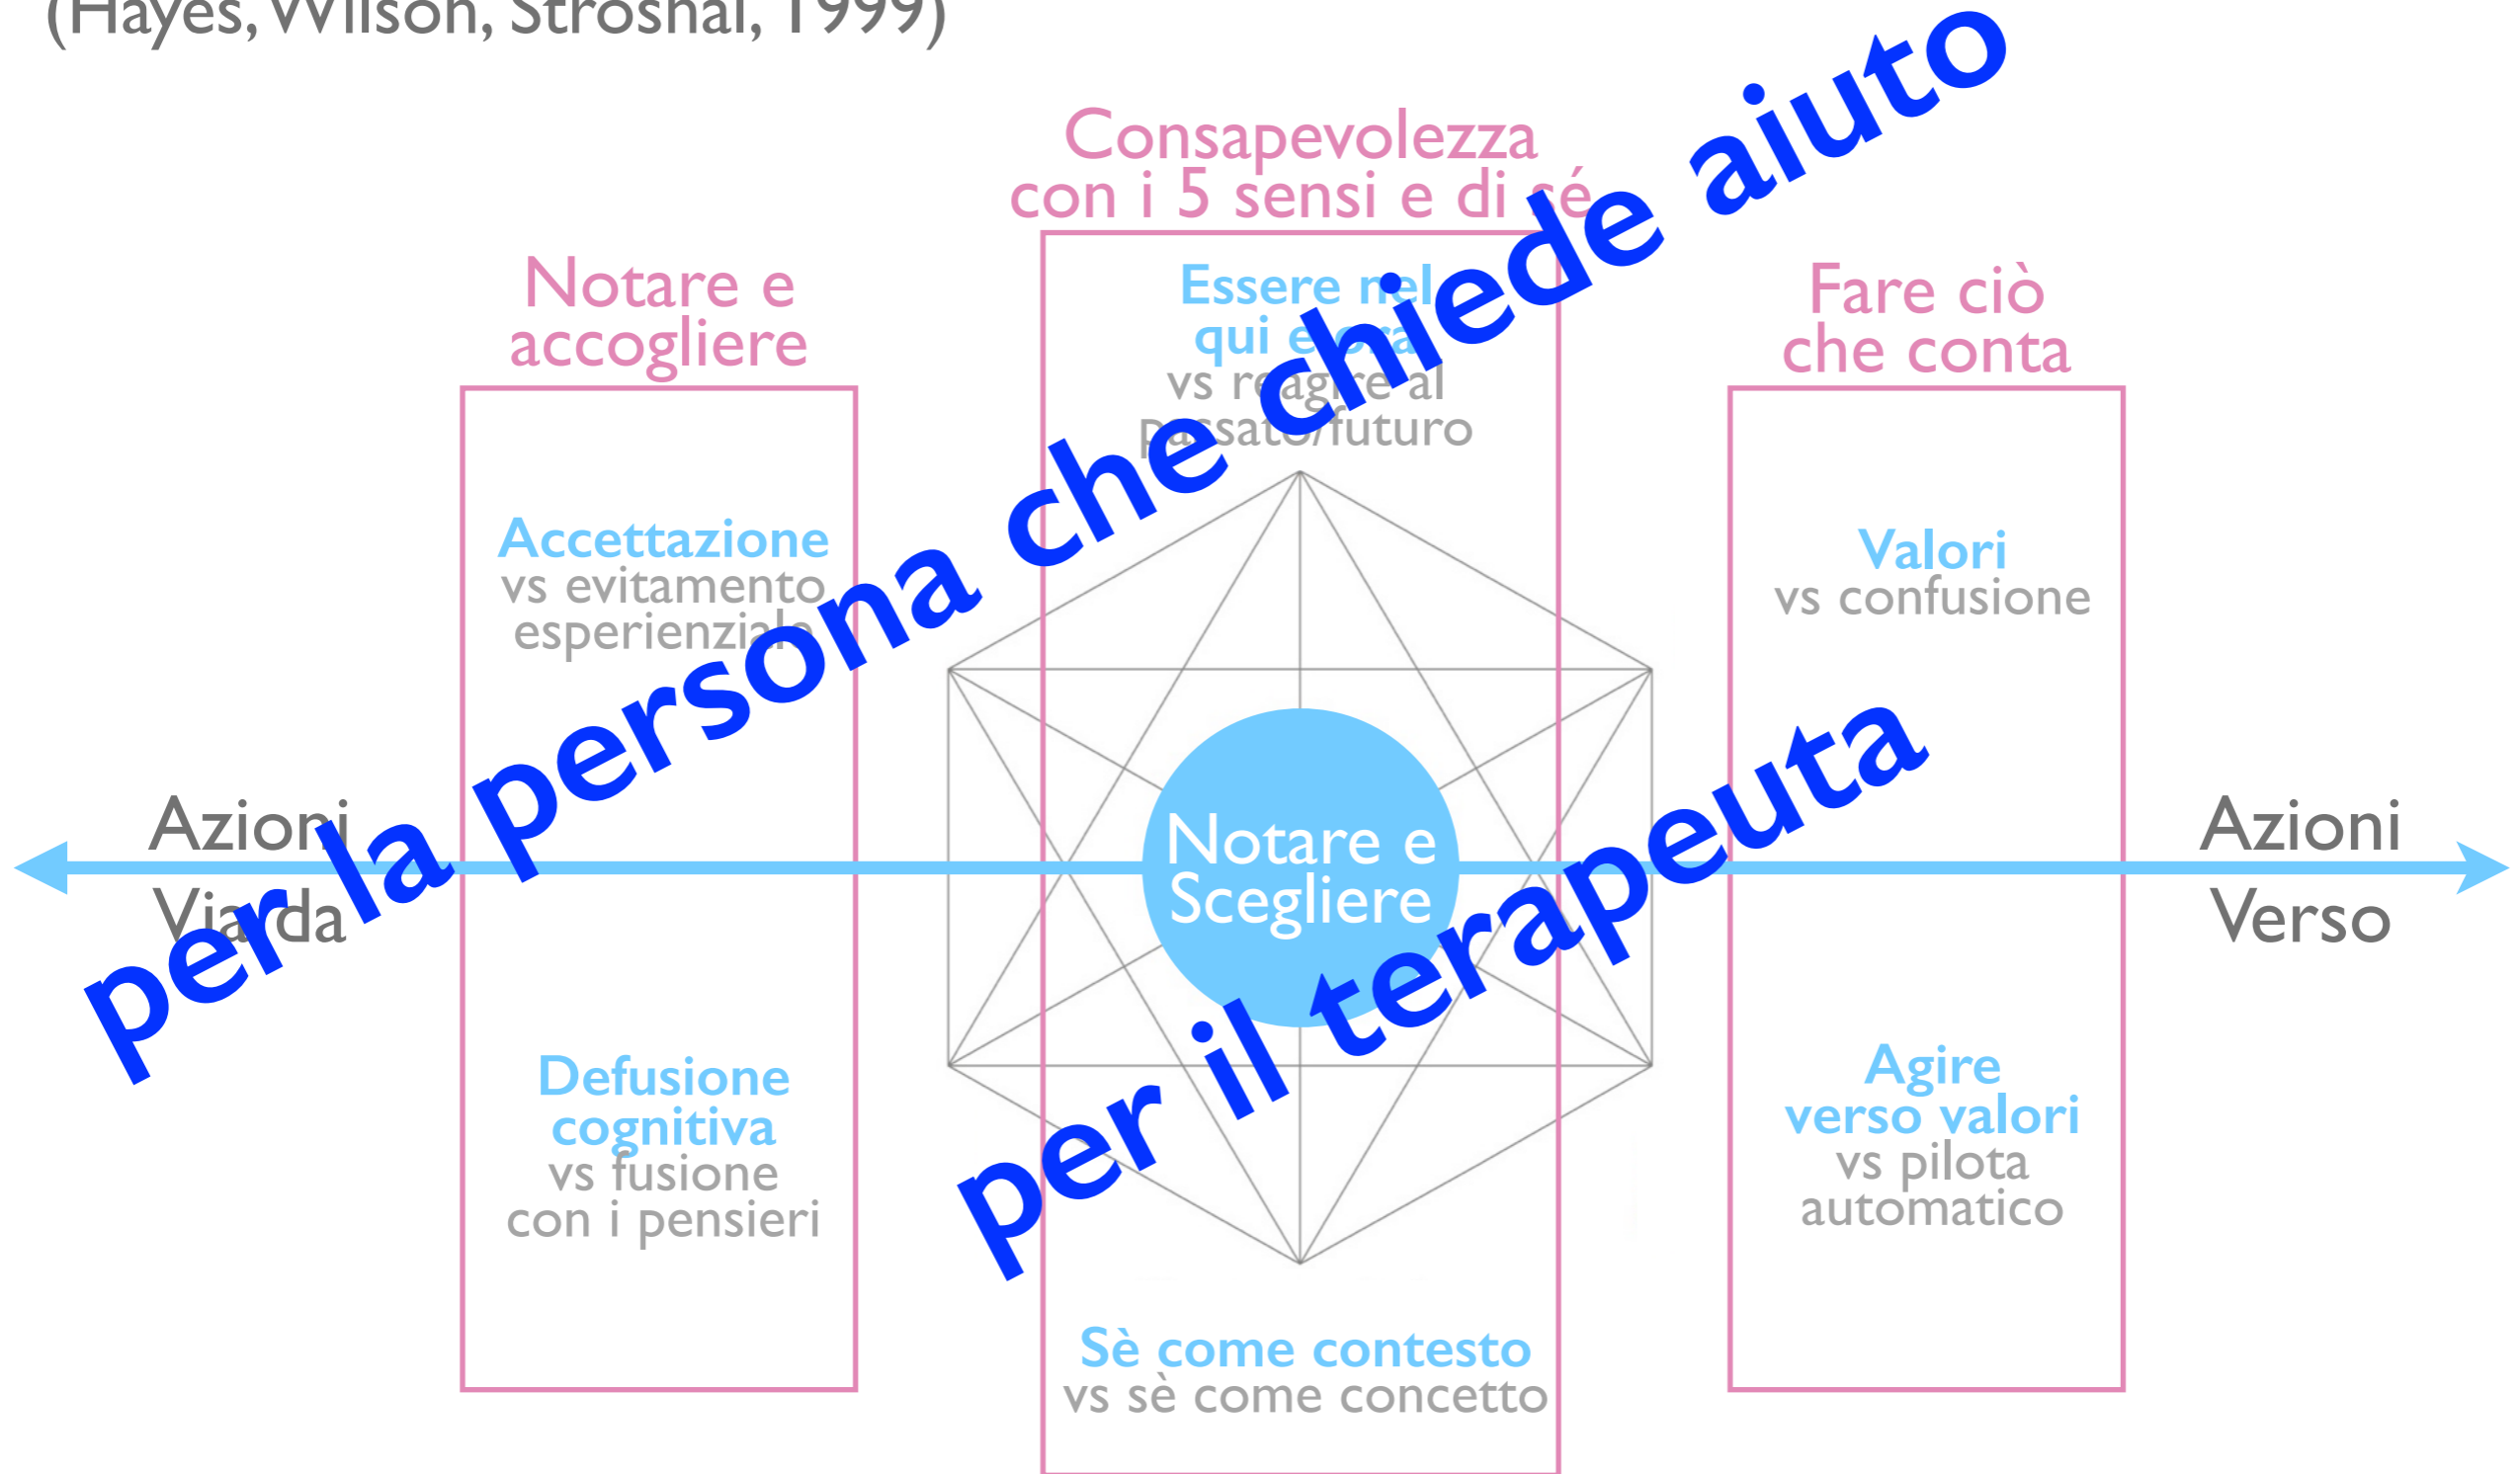 (Hayes, Wilson, Stroshal, 1999)
Consapevolezza
con i 5 sensi e di sé
Notare e
accogliere
Fare ciò
che conta
Essere nel
qui e ora
vs reagire al
passato/futuro
Accettazione
vs evitamento
esperienziale
Valori
vs confusione
per la persona che chiede aiuto
Azioni
Via da
Notare e
Scegliere
Azioni
Verso
per il terapeuta
Defusione
cognitiva
vs fusione
con i pensieri
Agire
verso valori
vs pilota
automatico
Sè come contesto
vs sè come concetto